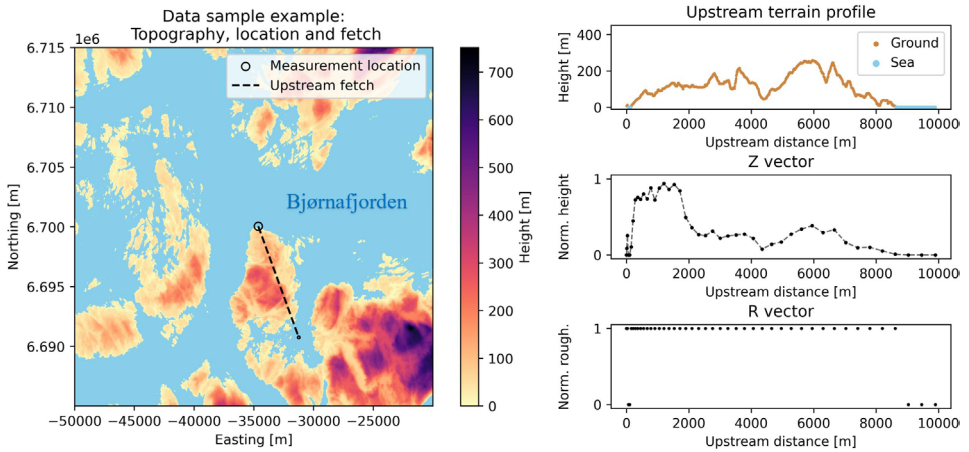 Data sample example:
Topography, location and fetch
1e6
Measurement location
Upstream fetch
6.715
6.710
6.705
6.700
6.695
6.690
Northing [m]
Bjørnafjorden
−50000 −45000 −40000 −35000 −30000 −25000
Easting [m]
700
600
500
400
300
200
100
0
Height [m]
Upstream terrain profile
Ground
Sea
400
200
0
Height [m]
0 2000 4000 6000 8000 10000
Upstream distance [m]
Z vector
1
0
Norm. height
0 2000 4000 6000 8000 10000
Upstream distance [m]
R vector
1
0
Norm. rough.
0 2000 4000 6000 8000 10000
Upstream distance [m]